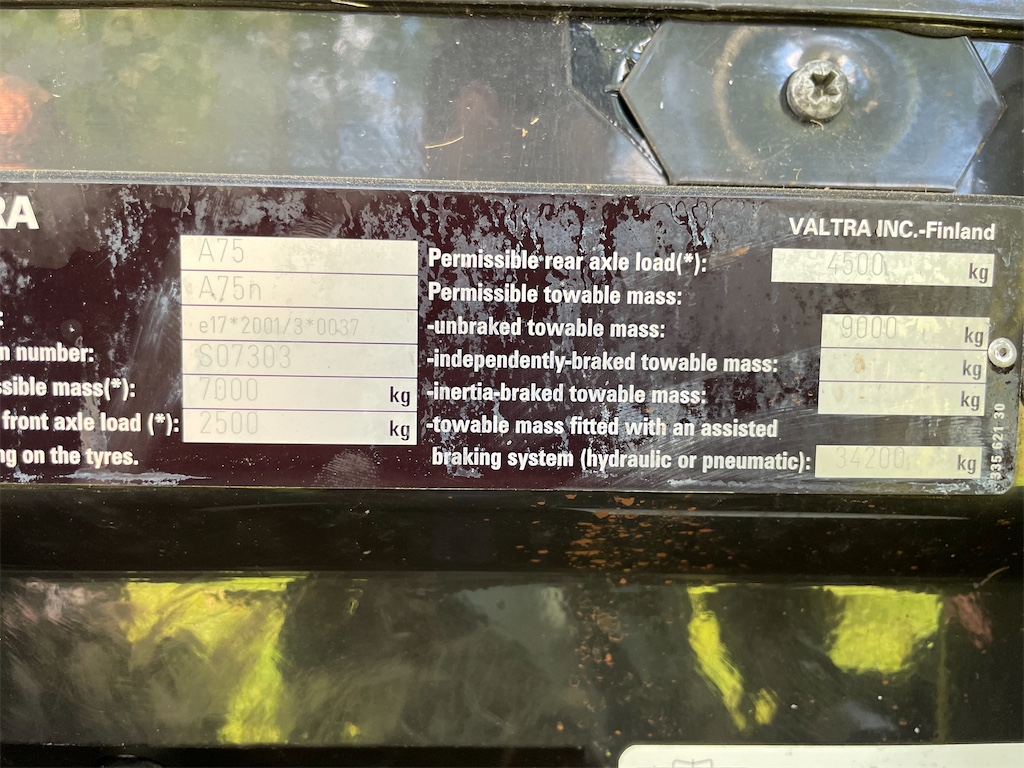 RA
VALTRA INC.-Finland
A75
A75n
: e17*2001/3*0037
n number: S07303
ssible mass(*): 7000 kg
front axle load (*): 2500 kg
ng on the tyres.
Permissible rear axle load(*): 4500 kg
Permissible towable mass:
-unbraked towable mass: 9000 kg
-independently-braked towable mass: kg
-inertia-braked towable mass: kg
-towable mass fitted with an assisted
braking system (hydraulic or pneumatic): 34200 kg
621 30